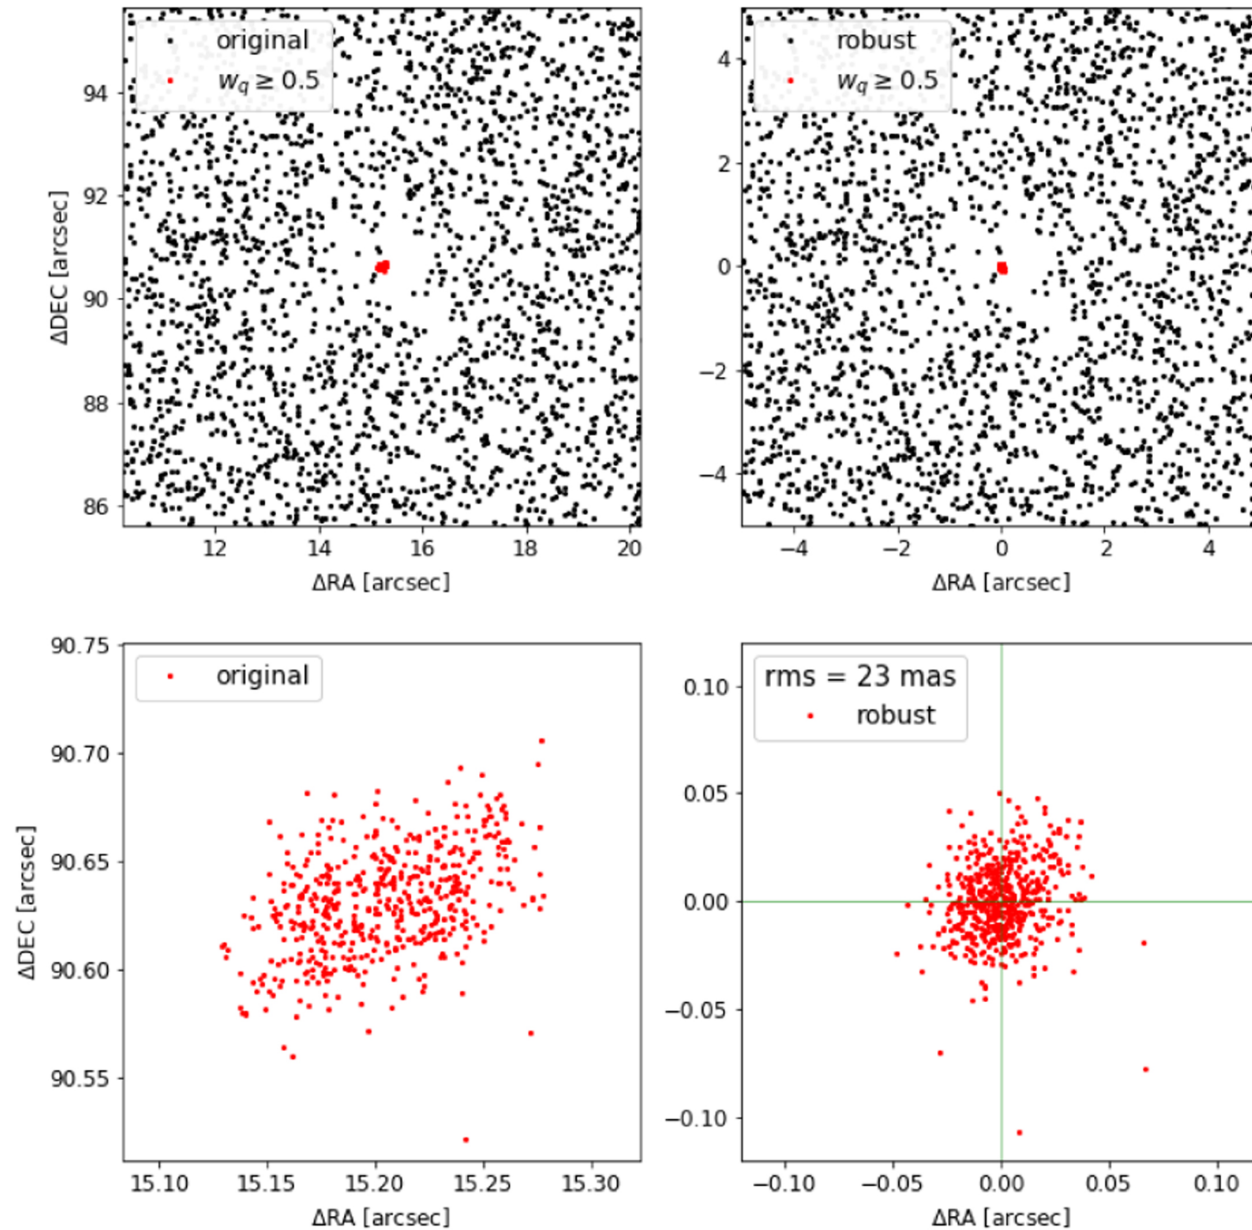 original
w_q ≥ 0.5
94
92
90
88
86
ΔDEC [arcsec]
12 14 16 18 20
ΔRA [arcsec]
robust
w_q ≥ 0.5
4
2
0
−2
−4
−4 −2 0 2 4
ΔRA [arcsec]
original
90.75
90.70
90.65
90.60
90.55
ΔDEC [arcsec]
15.10 15.15 15.20 15.25 15.30
ΔRA [arcsec]
rms = 23 mas
robust
0.10
0.05
0.00
−0.05
−0.10
−0.10 −0.05 0.00 0.05 0.10
ΔRA [arcsec]